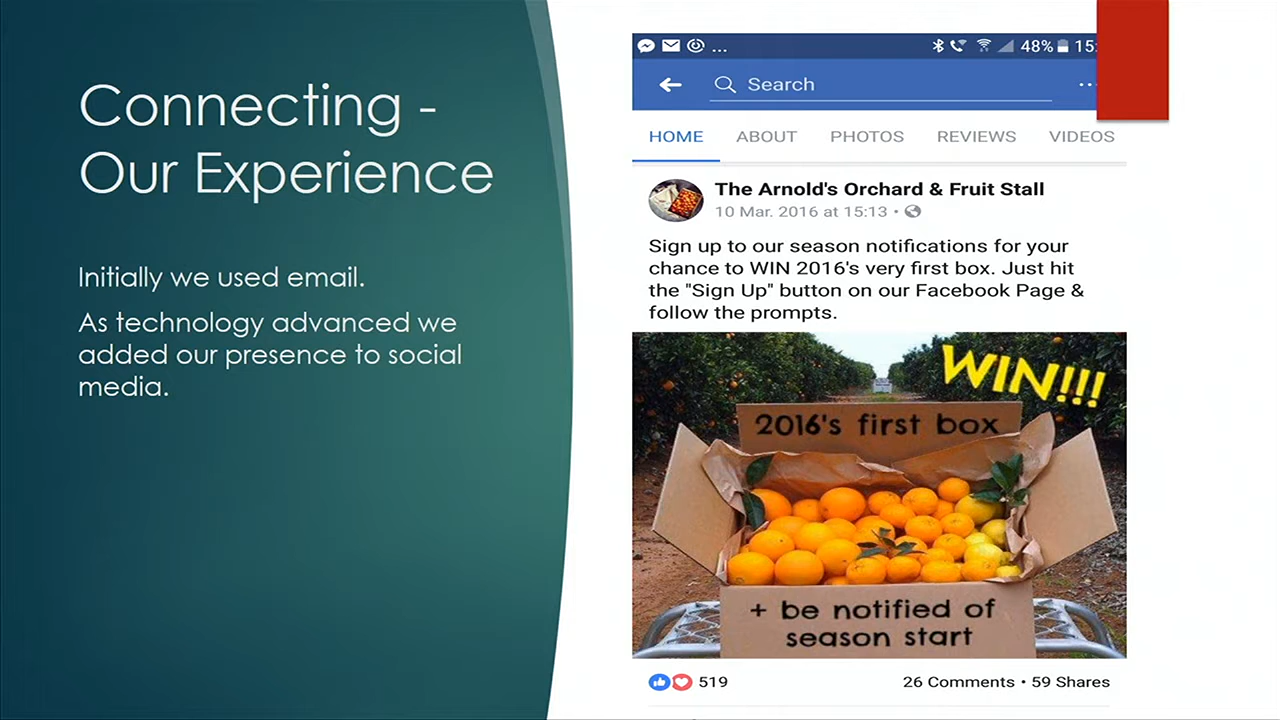 Connecting -
Our Experience
Initially we used email.
As technology advanced we
added our presence to social
media.
... 48% 15:
Search
HOME ABOUT PHOTOS REVIEWS VIDEOS
The Arnold's Orchard & Fruit Stall
10 Mar. 2016 at 15:13 •
Sign up to our season notifications for your
chance to WIN 2016's very first box. Just hit
the "Sign Up" button on our Facebook Page &
follow the prompts.
WIN!!!
2016's first box
+ be notified of
season start
519 26 Comments • 59 Shares